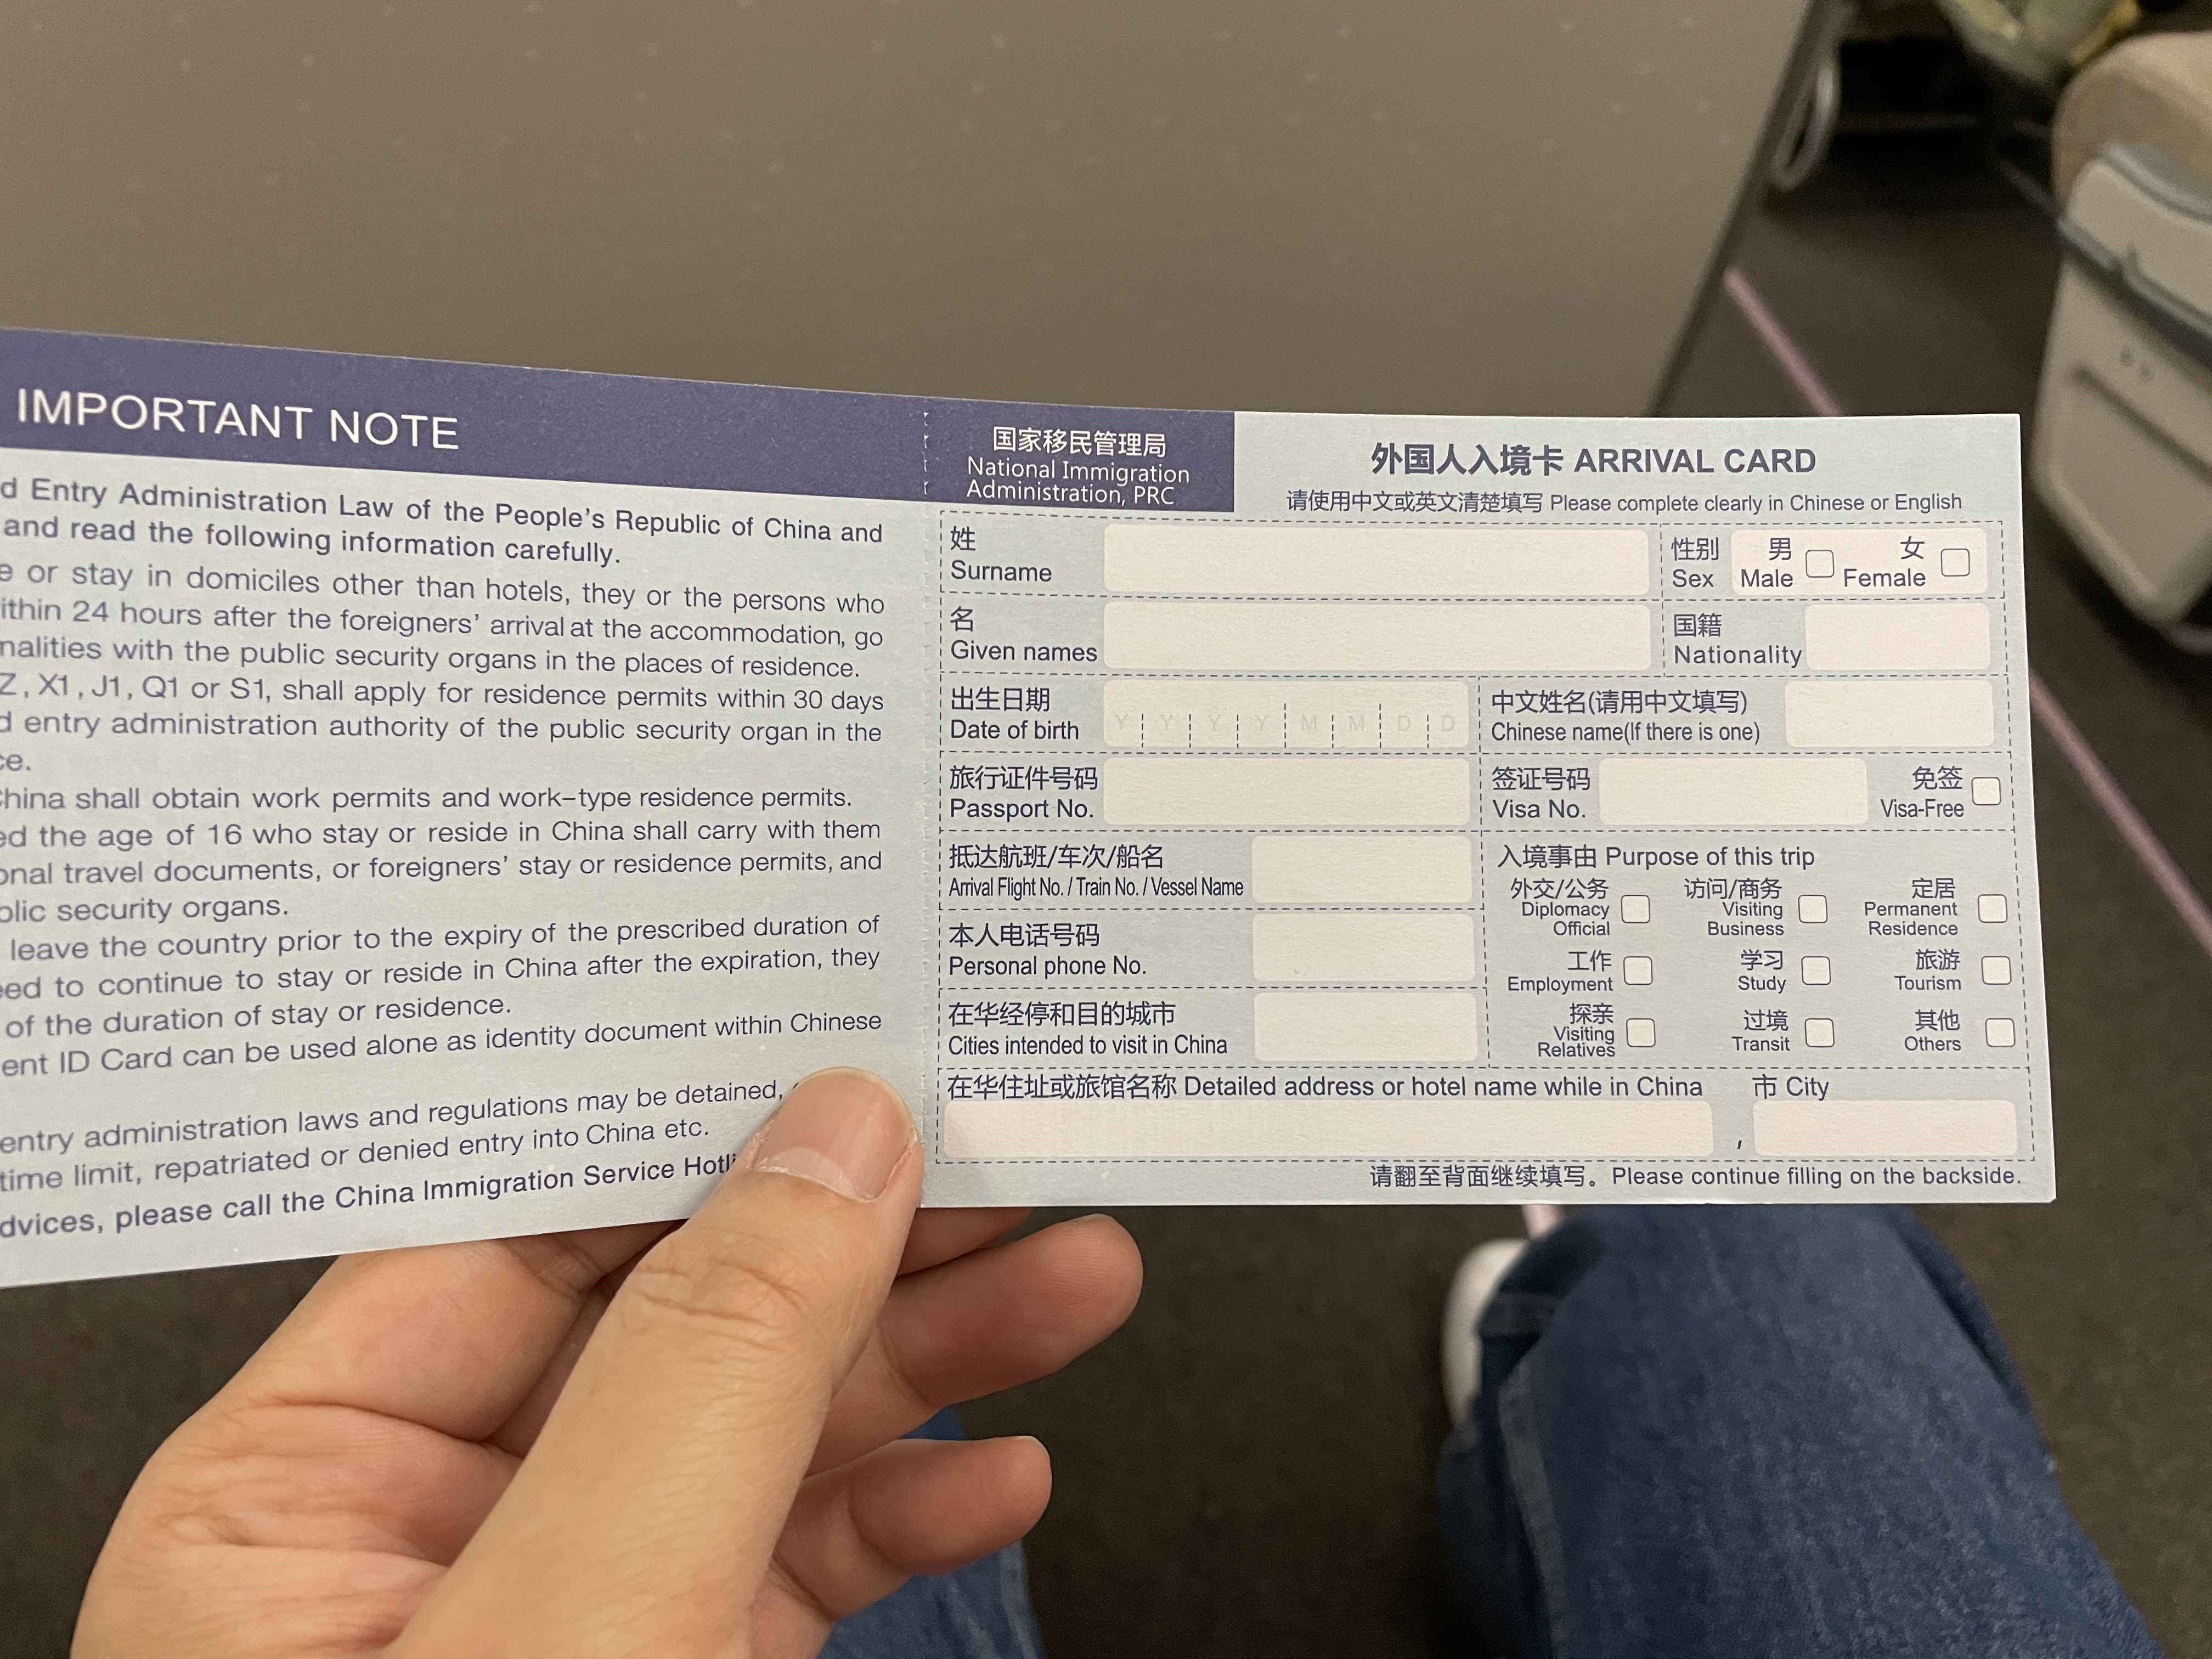 IMPORTANT NOTE
d Entry Administration Law of the People's Republic of China and
and read the following information carefully.
e or stay in domiciles other than hotels, they or the persons who
ithin 24 hours after the foreigners' arrival at the accommodation, go
nalities with the public security organs in the places of residence.
Z, X1, J1, Q1 or S1, shall apply for residence permits within 30 days
d entry administration authority of the public security organ in the
ce.
China shall obtain work permits and work-type residence permits.
ed the age of 16 who stay or reside in China shall carry with them
onal travel documents, or foreigners' stay or residence permits, and
blic security organs.
leave the country prior to the expiry of the prescribed duration of
eed to continue to stay or reside in China after the expiration, they
of the duration of stay or residence.
ent ID Card can be used alone as identity document within Chinese
entry administration laws and regulations may be detained,
time limit, repatriated or denied entry into China etc.
dvices, please call the China Immigration Service Hotli
国家移民管理局
National Immigration
Administration, PRC
外国人入境卡 ARRIVAL CARD
请使用中文或英文清楚填写 Please complete clearly in Chinese or English
姓
Surname
性别
Sex
男
Male
女
Female
名
Given names
国籍
Nationality
出生日期
Date of birth
Y Y Y Y M M D D
中文姓名(请用中文填写)
Chinese name(If there is one)
旅行证件号码
Passport No.
签证号码
Visa No.
免签
Visa-Free
抵达航班/车次/船名
Arrival Flight No. / Train No. / Vessel Name
本人电话号码
Personal phone No.
在华经停和目的城市
Cities intended to visit in China
入境事由 Purpose of this trip
外交/公务
Diplomacy
Official
访问/商务
Visiting
Business
定居
Permanent
Residence
工作
Employment
学习
Study
旅游
Tourism
探亲
Visiting
Relatives
过境
Transit
其他
Others
在华住址或旅馆名称 Detailed address or hotel name while in China
市 City
,
请翻至背面继续填写。Please continue filling on the backside.